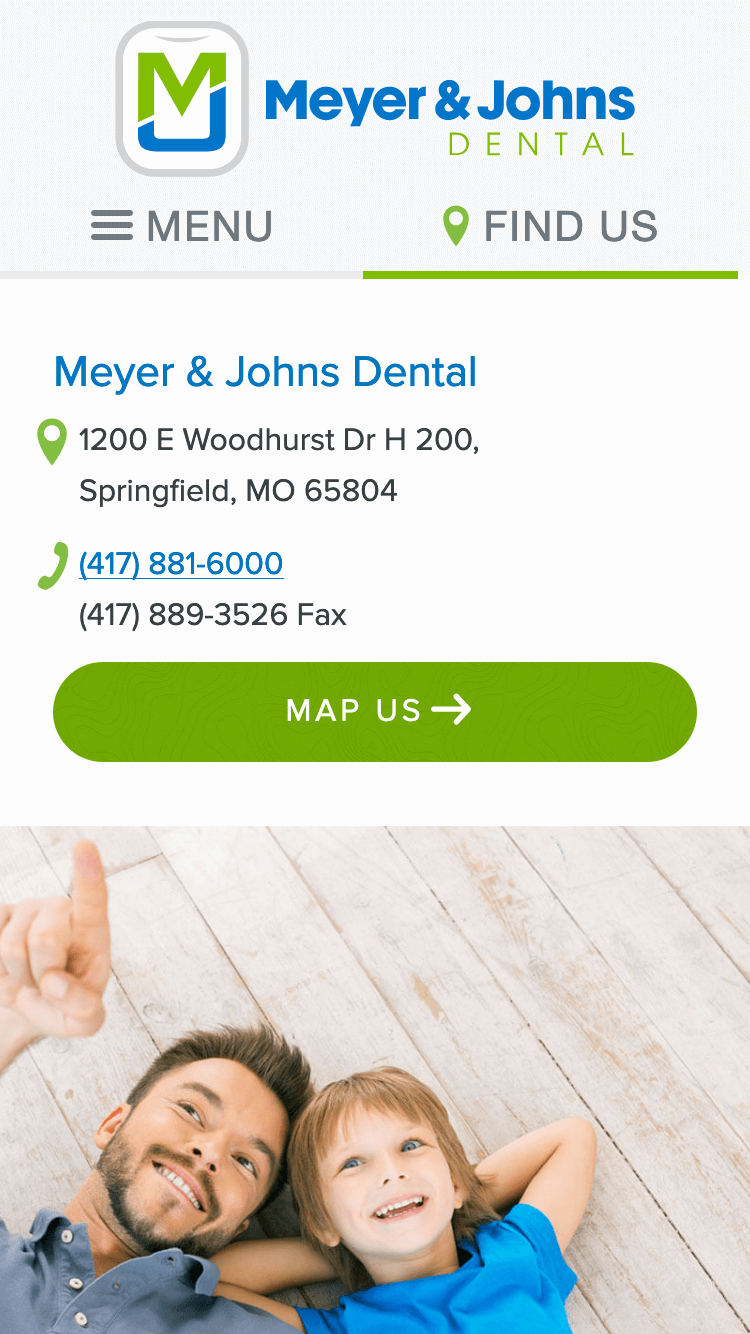 Meyer & Johns
DENTAL
MENU
FIND US
Meyer & Johns Dental
1200 E Woodhurst Dr H 200,
Springfield, MO 65804
(417) 881-6000
(417) 889-3526 Fax
MAP US